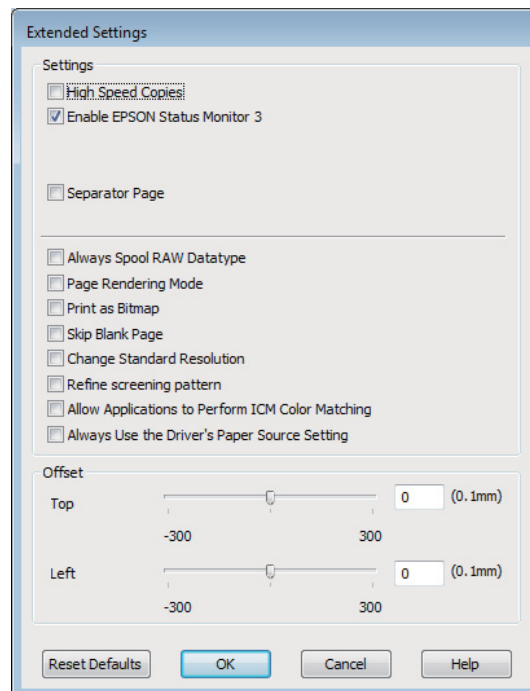 Extended Settings
Settings
High Speed Copies
Enable EPSON Status Monitor 3
Separator Page
Always Spool RAW Datatype
Page Rendering Mode
Print as Bitmap
Skip Blank Page
Change Standard Resolution
Refine screening pattern
Allow Applications to Perform ICM Color Matching
Always Use the Driver's Paper Source Setting
Offset
Top 0 (0.1mm)
-300 300
Left 0 (0.1mm)
-300 300
Reset Defaults OK Cancel Help